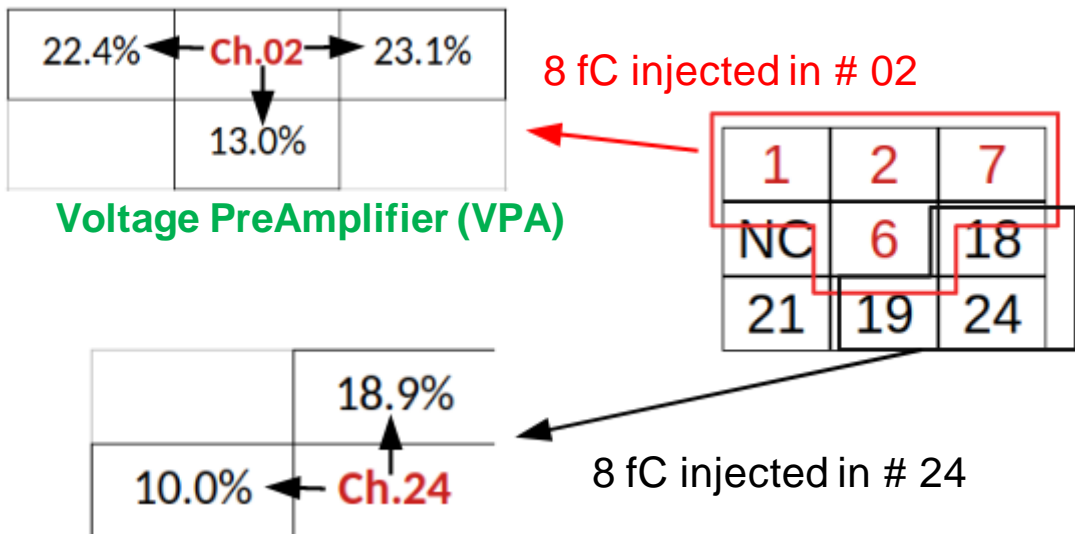 22.4% Ch.02 23.1%
8 fC injected in # 02
13.0%
1 2 7
Voltage PreAmplifier (VPA)
NC 6 18
21 19 24
18.9%
10.0% Ch.24
8 fC injected in # 24